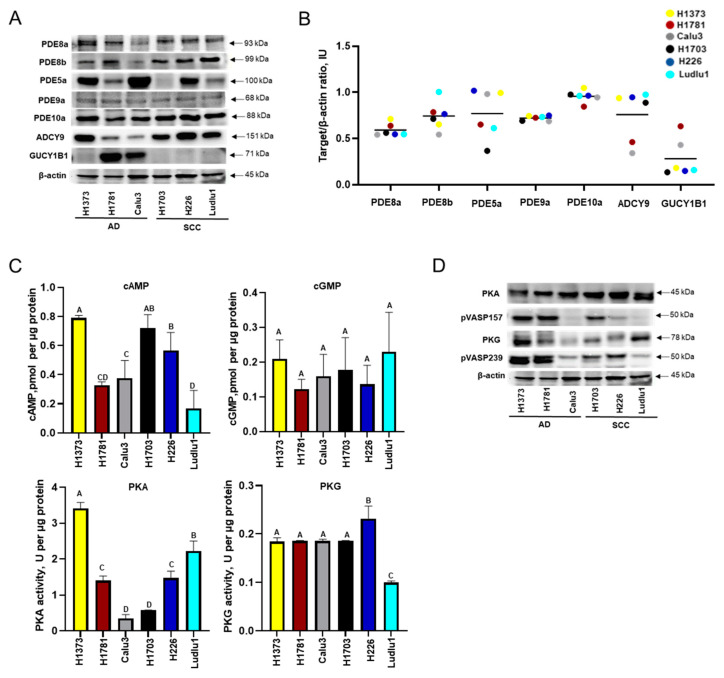 A
PDE8a 93 kDa
PDE8b 99 kDa
PDE5a 100 kDa
PDE9a 68 kDa
PDE10a 88 kDa
ADCY9 151 kDa
GUCY1B1 71 kDa
β-actin 45 kDa
H1373 H1781 Calu3 H1703 H226 Ludlu1
AD SCC
B
H1373
H1781
Calu3
H1703
H226
Ludlu1
Target/β-actin ratio, IU
1.5
1.0
0.5
0.0
PDE8a PDE8b PDE5a PDE9a PDE10a ADCY9 GUCY1B1
C
cAMP
cAMP,pmol per µg protein
1.0
0.8
0.6
0.4
0.2
0.0
A CD C AB B D
H1373 H1781 Calu3 H1703 H226 Ludlu1
cGMP
cGMP,pmol per µg protein
0.4
0.3
0.2
0.1
0.0
A A A A A A
H1373 H1781 Calu3 H1703 H226 Ludlu1
PKA
PKA activity, U per µg protein
4
3
2
1
0
A C D D C B
H1373 H1781 Calu3 H1703 H226 Ludlu1
PKG
PKG activity, U per µg protein
0.3
0.2
0.1
0.0
A A A A B C
H1373 H1781 Calu3 H1703 H226 Ludlu1
D
PKA 45 kDa
pVASP157 50 kDa
PKG 78 kDa
pVASP239 50 kDa
β-actin 45 kDa
H1373 H1781 Calu3 H1703 H226 Ludlu1
AD SCC